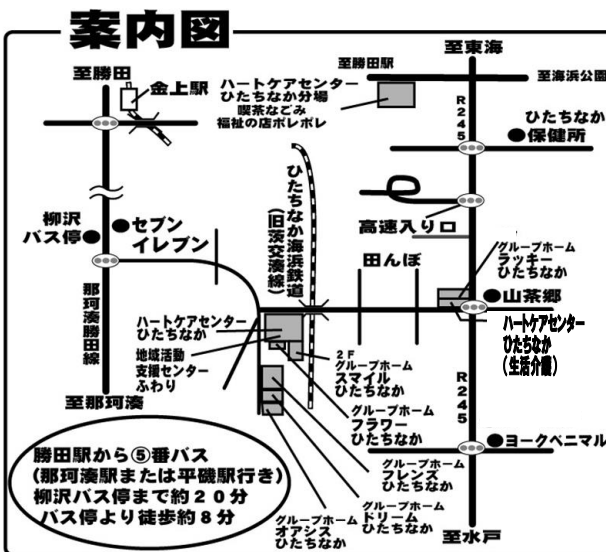 案内図
至勝田
金上駅
至勝田駅
至東海
至海浜公園
ハートケアセンター
ひたちなか分場
喫茶なごみ
福祉の店ポレポレ
R245
ひたちなか
保健所
高速入り口
柳沢
バス停
セブン
イレブン
ひたちなか海浜鉄道
(旧茨交湊線)
田んぼ
グループホーム
ラッキー
ひたちなか
山茶郷
ハートケアセンター
ひたちなか
(生活介護)
那珂湊勝田線
ハートケアセンター
ひたちなか
地域活動
支援センター
ふわり
2F
グループホーム
スマイル
ひたちなか
グループホーム
フラワー
ひたちなか
R245
至那珂湊
ヨークベニマル
グループホーム
フレンズ
ひたちなか
グループホーム
ドリーム
ひたちなか
グループホーム
オアシス
ひたちなか
至水戸
勝田駅から⑤番バス
(那珂湊駅または平磯駅行き)
柳沢バス停まで約20分
バス停より徒歩約8分